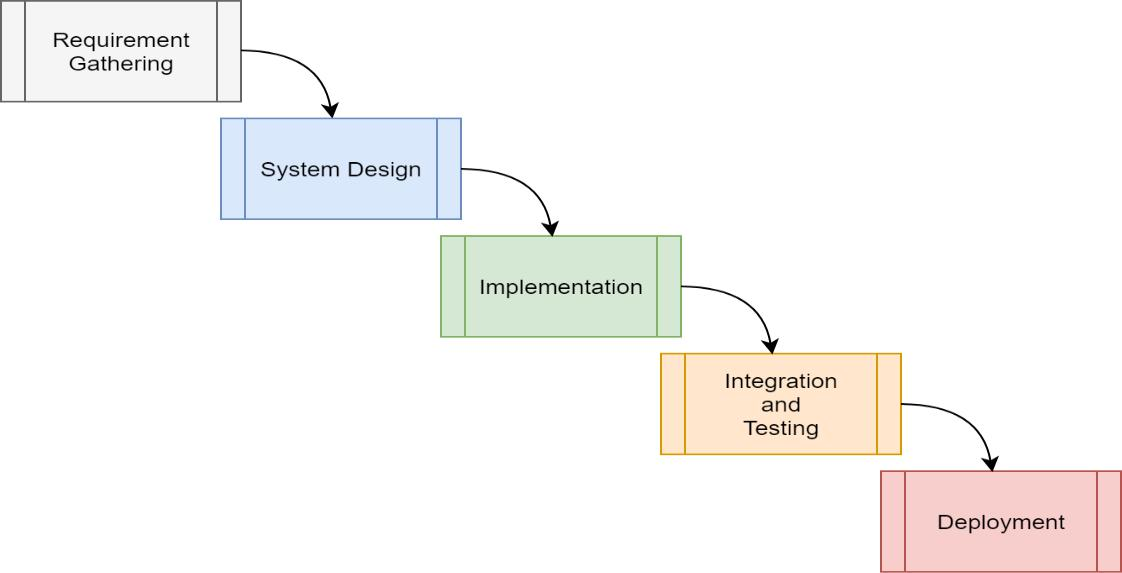 Requirement
Gathering
System Design
Implementation
Integration
and
Testing
Deployment